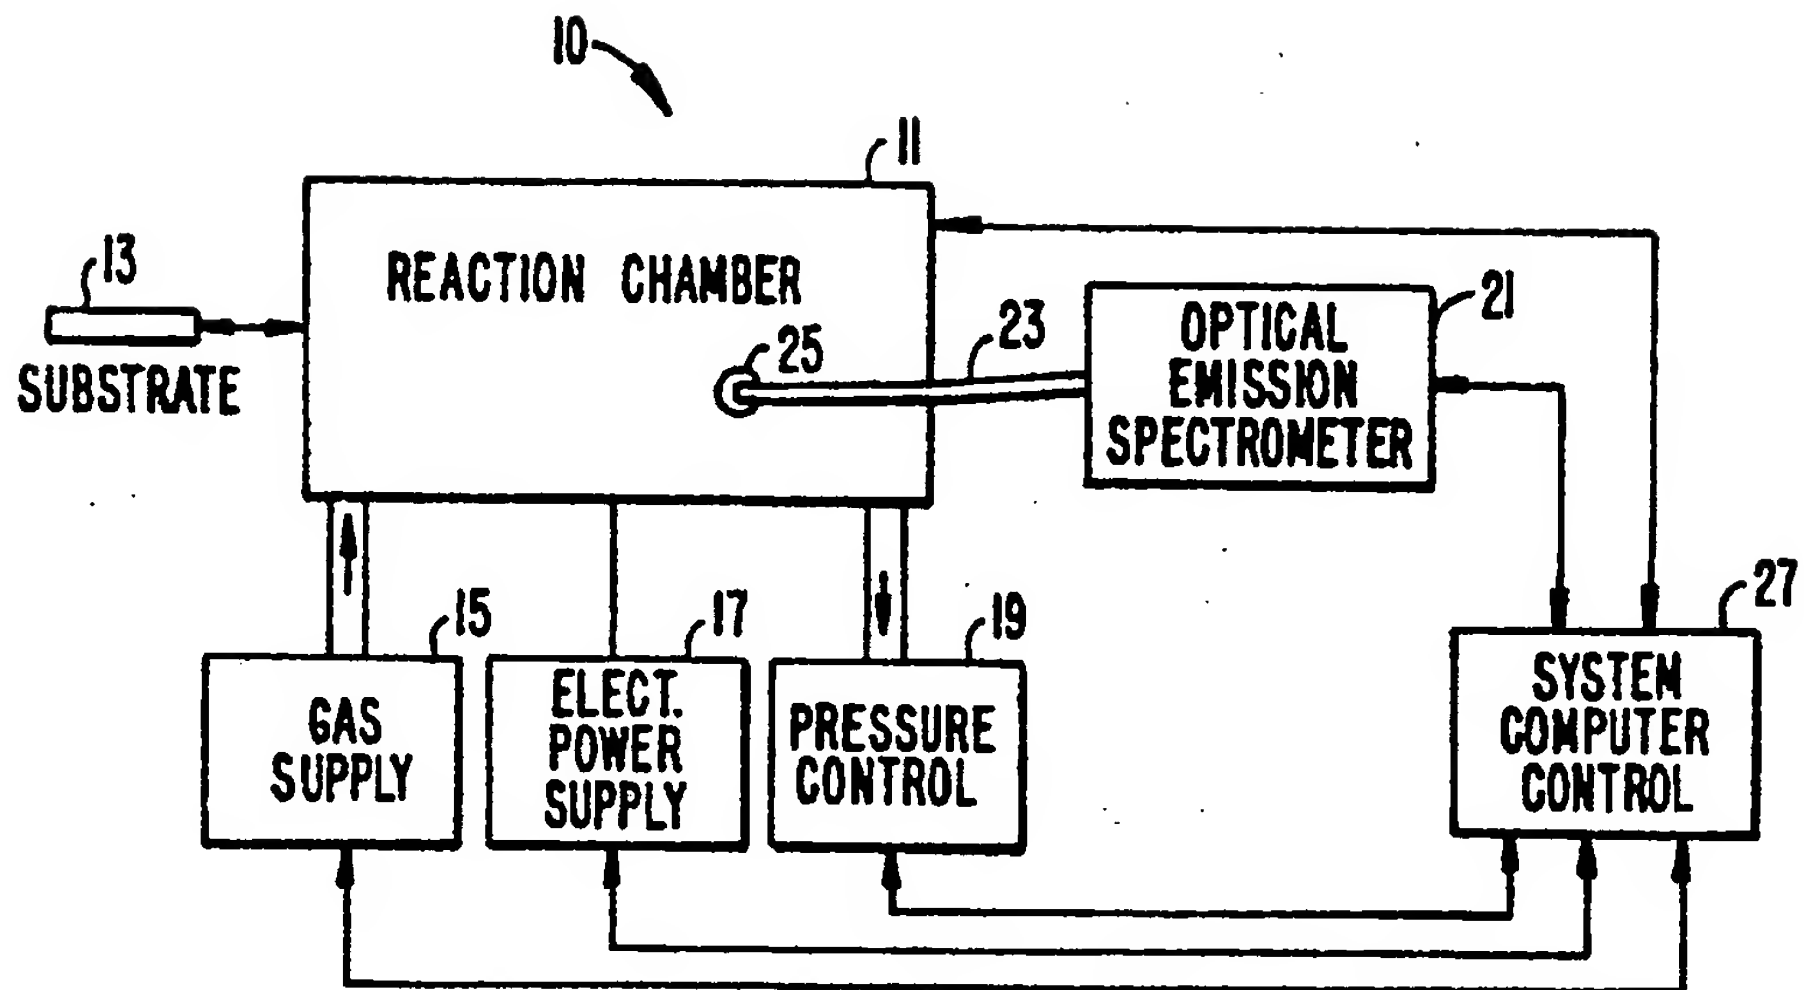 10
11
REACTION CHAMBER
13
SUBSTRATE
25
23
21
OPTICAL
EMISSION
SPECTROMETER
15
GAS
SUPPLY
17
ELECT.
POWER
SUPPLY
19
PRESSURE
CONTROL
27
SYSTEM
COMPUTER
CONTROL